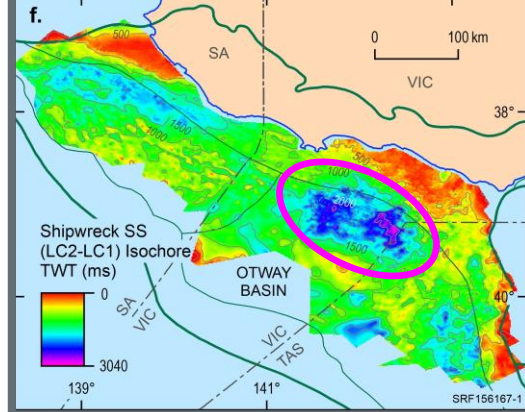 f.
500
SA
0 100 km
VIC
38°
1500
1000
500
1000
2000
1500
Shipwreck SS
(LC2-LC1) Isochore
TWT (ms)
0
3040
OTWAY
BASIN
SA
VIC
VIC
TAS
40°
139° 141°
SRF156167-1